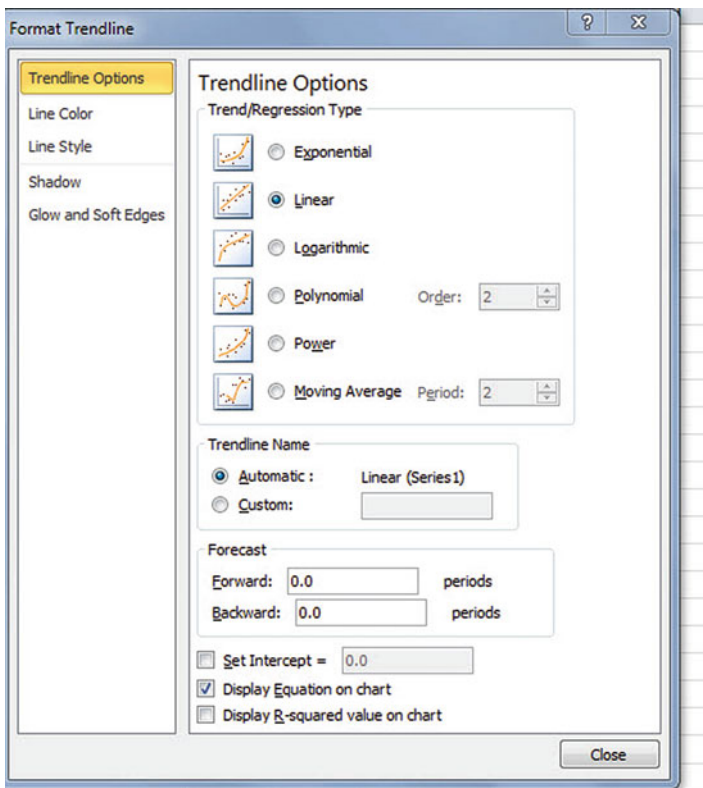 Format Trendline
?
Trendline Options
Line Color
Line Style
Shadow
Glow and Soft Edges
Trendline Options
Trend/Regression Type
Exponential
Linear
Logarithmic
Polynomial Order: 2
Power
Moving Average Period: 2
Trendline Name
Automatic : Linear (Series1)
Custom:
Forecast
Forward: 0.0 periods
Backward: 0.0 periods
Set Intercept = 0.0
Display Equation on chart
Display R-squared value on chart
Close